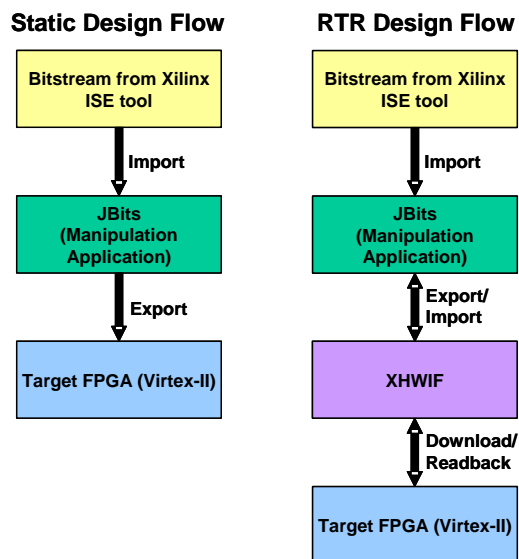 Static Design Flow
Bitstream from Xilinx
ISE tool
Import
JBits
(Manipulation
Application)
Export
Target FPGA (Virtex-II)
RTR Design Flow
Bitstream from Xilinx
ISE tool
Import
JBits
(Manipulation
Application)
Export/
Import
XHWIF
Download/
Readback
Target FPGA (Virtex-II)